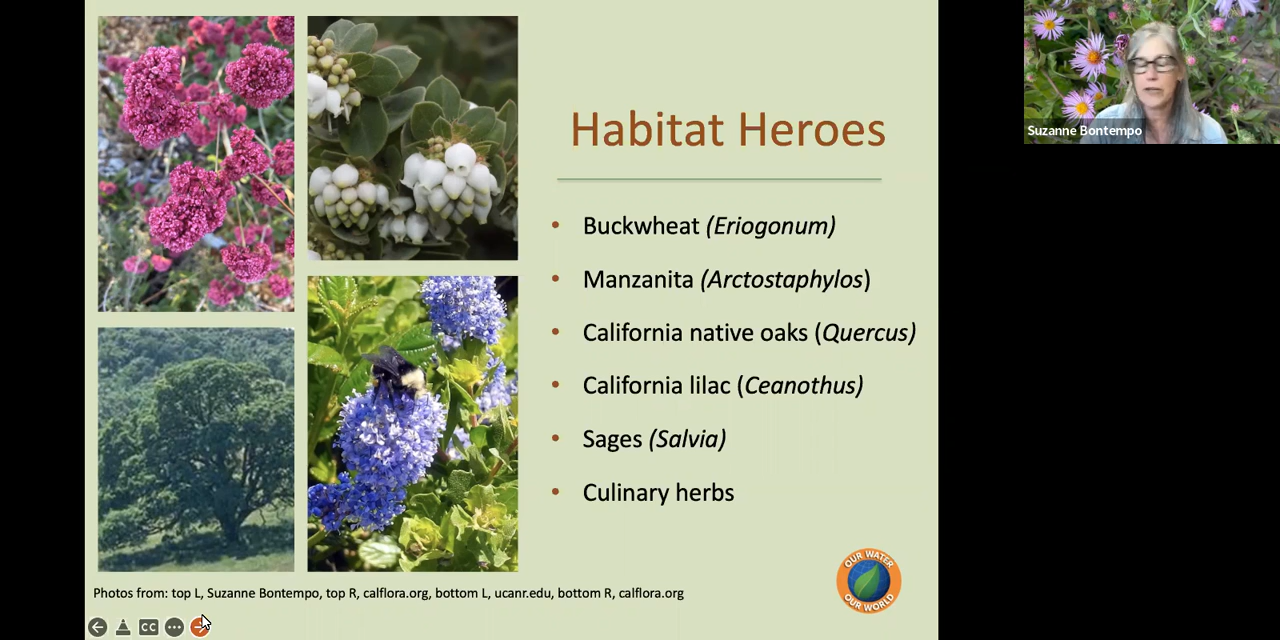 Habitat Heroes
• Buckwheat (Eriogonum)
• Manzanita (Arctostaphylos)
• California native oaks (Quercus)
• California lilac (Ceanothus)
• Sages (Salvia)
• Culinary herbs
OUR WATER
OUR WORLD
Photos from: top L, Suzanne Bontempo, top R, calflora.org, bottom L, ucanr.edu, bottom R, calflora.org
CC
Suzanne Bontempo